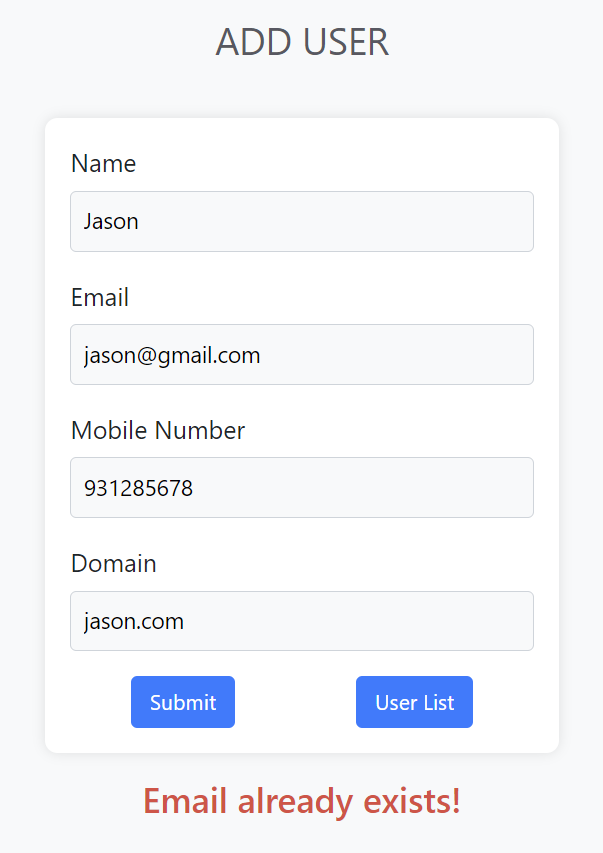 ADD USER
Name
Jason
Email
jason@gmail.com
Mobile Number
931285678
Domain
jason.com
Submit User List
Email already exists!